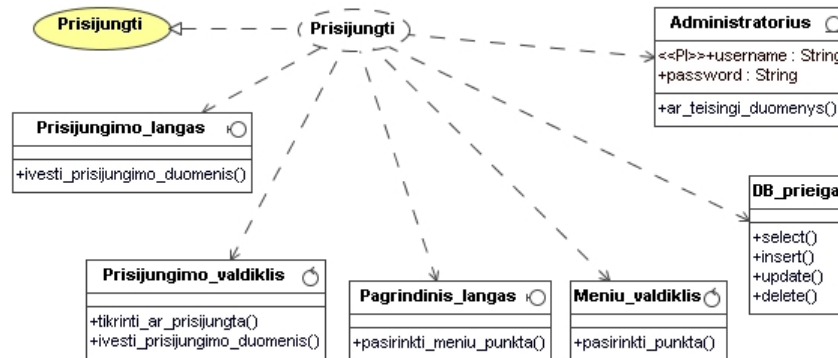 Prisijungti
Prisijungti
Administratorius
<<PI>>+username : String
+password : String
+ar_teisingi_duomenys()
Prisijungimo_langas
+ivesti_prisijungimo_duomenis()
DB_prieiga
+select()
+insert()
+update()
+delete()
Prisijungimo_valdiklis
+tikrinti_ar_prisijungta()
+ivesti_prisijungimo_duomenis()
Pagrindinis_langas
+pasirinkti_meniu_punkta()
Meniu_valdiklis
+pasirinkti_punkta()